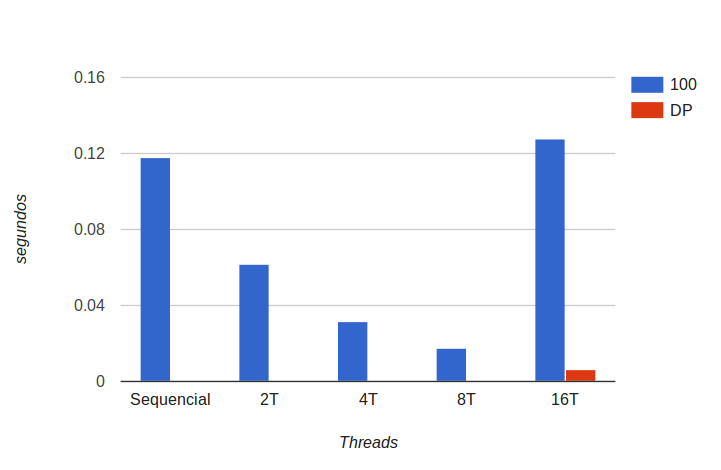 0.16
0.12
0.08
0.04
0
segundos
Sequencial 2T 4T 8T 16T
Threads
100
DP